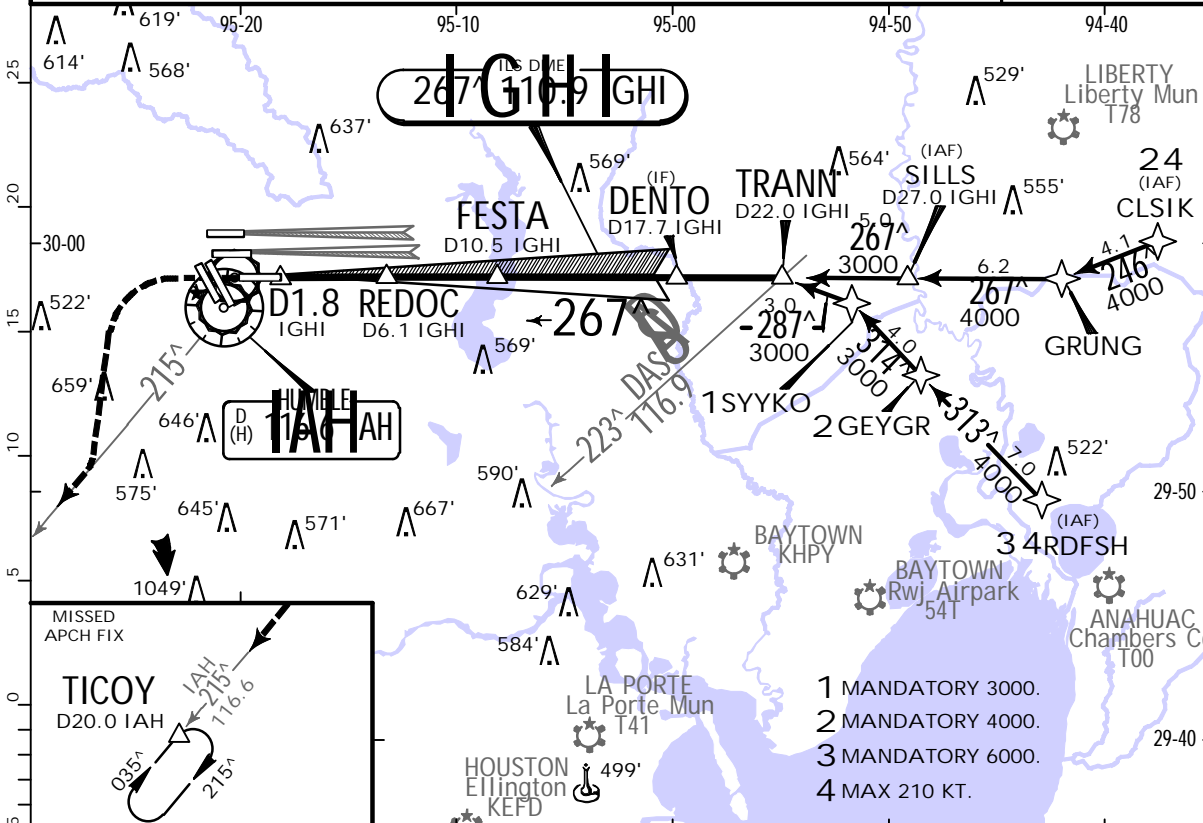 95-20
95-10
95-00
94-50
94-40
619'
614'
568'
637'
25
ILS DME
267^ 110.9 IGHI
IGHI
569'
529'
LIBERTY
Liberty Mun
T78
564'
555'
20
(IF)
DENTO
D17.7 IGHI
TRANN
D22.0 IGHI
(IAF)
SILLS
D27.0 IGHI
24
(IAF)
CLSIK
FESTA
D10.5 IGHI
30-00
5.0
267^
3000
4.1
246^
4000
6.2
267^
4000
GRUNG
522'
15
D1.8
IGHI
REDOC
D6.1 IGHI
267^
3.0
287^
3000
4.0
314^
3000
1 SYYKO
2 GEYGR
659'
215^
HUMBLE
D
(H)
116.6 IAH
IAH
646'
569'
DAS
116.9
223^
313^
7.0
4000
522'
10
575'
590'
29-50
645'
571'
667'
(IAF)
34 RDFSH
BAYTOWN
KHPY
5
1049'
631'
629'
584'
BAYTOWN
Rwj Airpark
54T
ANAHUAC
Chambers C
T00
MISSED
APCH FIX
TICOY
D20.0 IAH
IAH
215^
116.6
035^
215^
0
LA PORTE
La Porte Mun
T41
29-40
HOUSTON
Ellington
KEFD
499'
1 MANDATORY 3000.
2 MANDATORY 4000.
3 MANDATORY 6000.
4 MAX 210 KT.
5